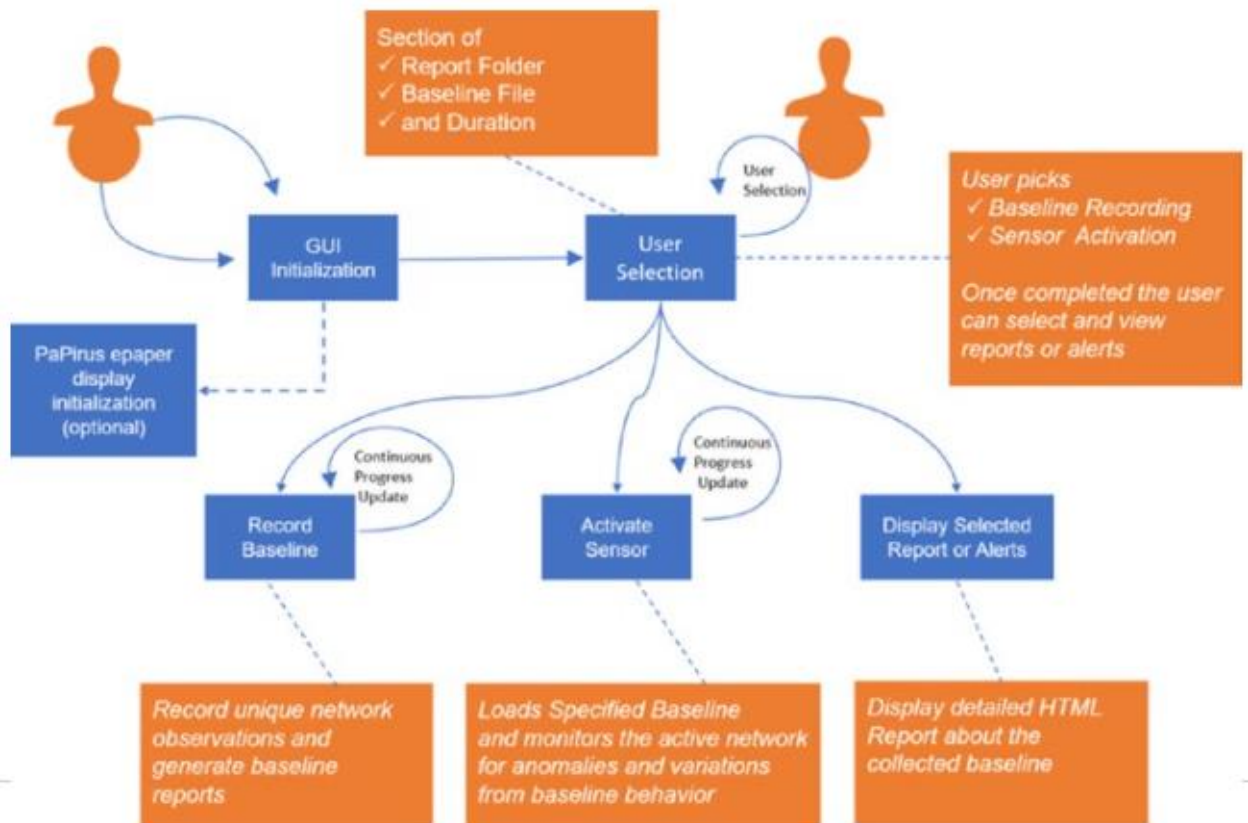 Section of
✓ Report Folder
✓ Baseline File
✓ and Duration
User
Selection
User picks
✓ Baseline Recording
✓ Sensor Activation
Once completed the user
can select and view
reports or alerts
GUI
Initialization
User
Selection
PaPirus epaper
display
initialization
(optional)
Continuous
Progress
Update
Continuous
Progress
Update
Record
Baseline
Activate
Sensor
Display Selected
Report or Alerts
Record unique network
observations and
generate baseline
reports
Loads Specified Baseline
and monitors the active network
for anomalies and variations
from baseline behavior
Display detailed HTML
Report about the
collected baseline